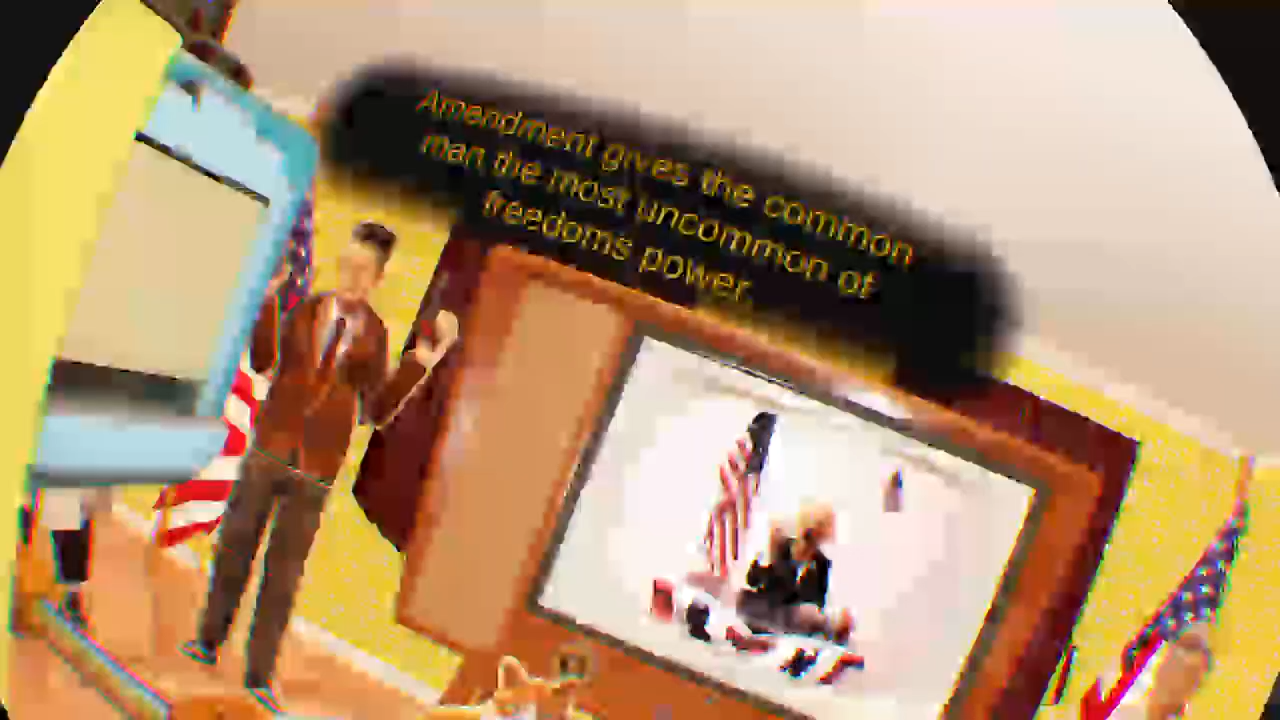 Amendment gives the common
man the most uncommon of
freedoms power.